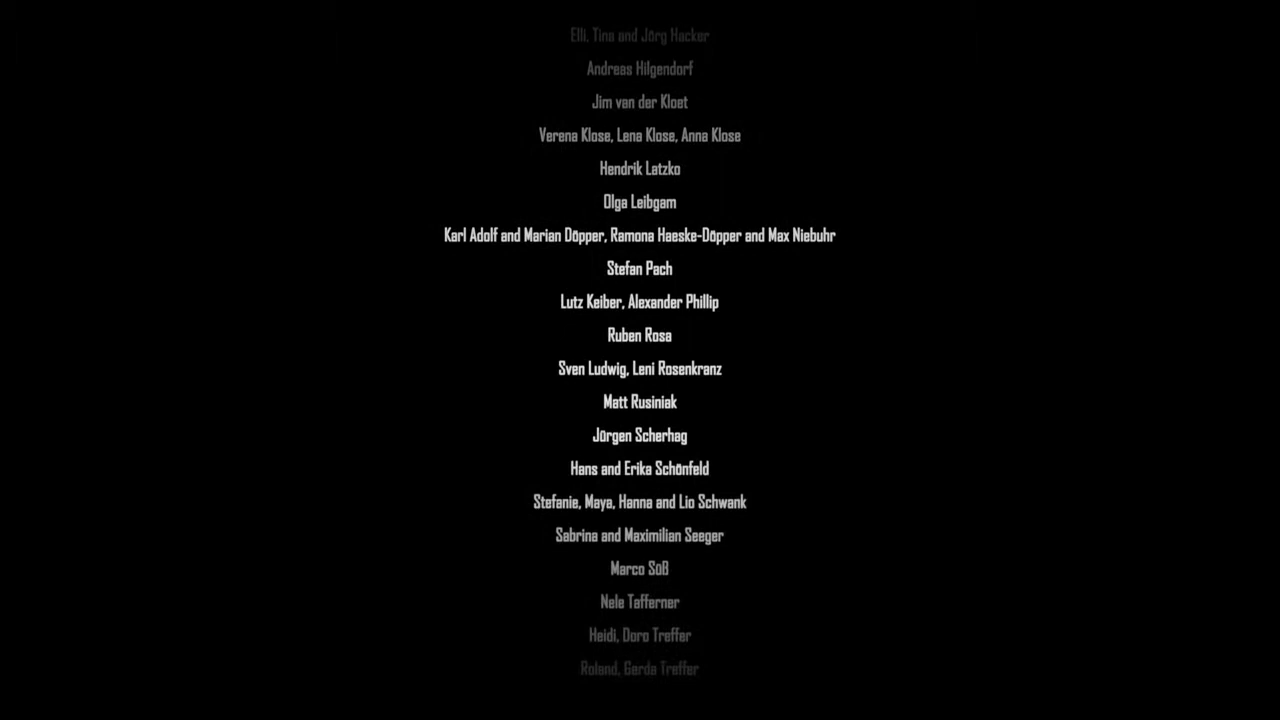 Elli, Tina and Jörg Hacker
Andreas Hilgendorf
Jim van der Kloet
Verena Klose, Lena Klose, Anna Klose
Hendrik Latzko
Olga Leibgam
Karl Adolf and Marian Döpper, Ramona Haeske-Döpper and Max Niebuhr
Stefan Pach
Lutz Keiber, Alexander Phillip
Ruben Rosa
Sven Ludwig, Leni Rosenkranz
Matt Rusiniak
Jürgen Scherhag
Hans and Erika Schönfeld
Stefanie, Maya, Hanna and Lio Schwank
Sabrina and Maximilian Seeger
Marco Söß
Nele Tafferner
Heidi, Doro Treffer
Roland, Gerda Treffer